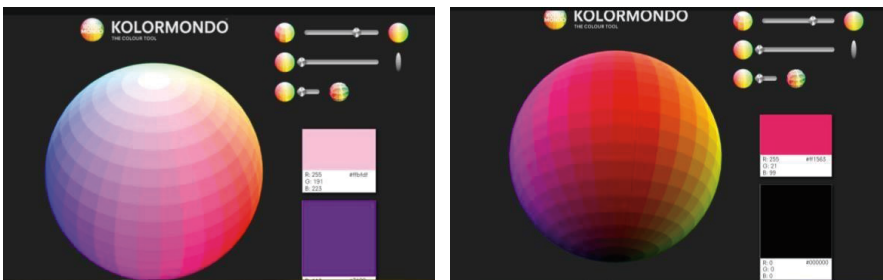 KOLORMONDO
THE COLOUR TOOL
R: 255 #ffbfdf
G: 191
B: 223
KOLORMONDO
THE COLOUR TOOL
R: 255 #ff1563
G: 21
B: 99
R: 0 #000000
G: 0
B: 0